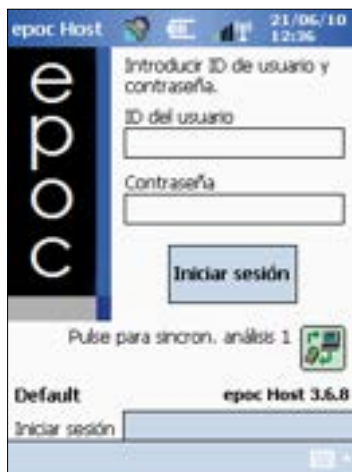 epoc Host 21/06/10
12:36
epoc
Introducir ID de usuario y
contraseña.
ID del usuario
Contraseña
Iniciar sesión
Pulse para sincron. análisis 1
Default epoc Host 3.6.8
Iniciar sesión